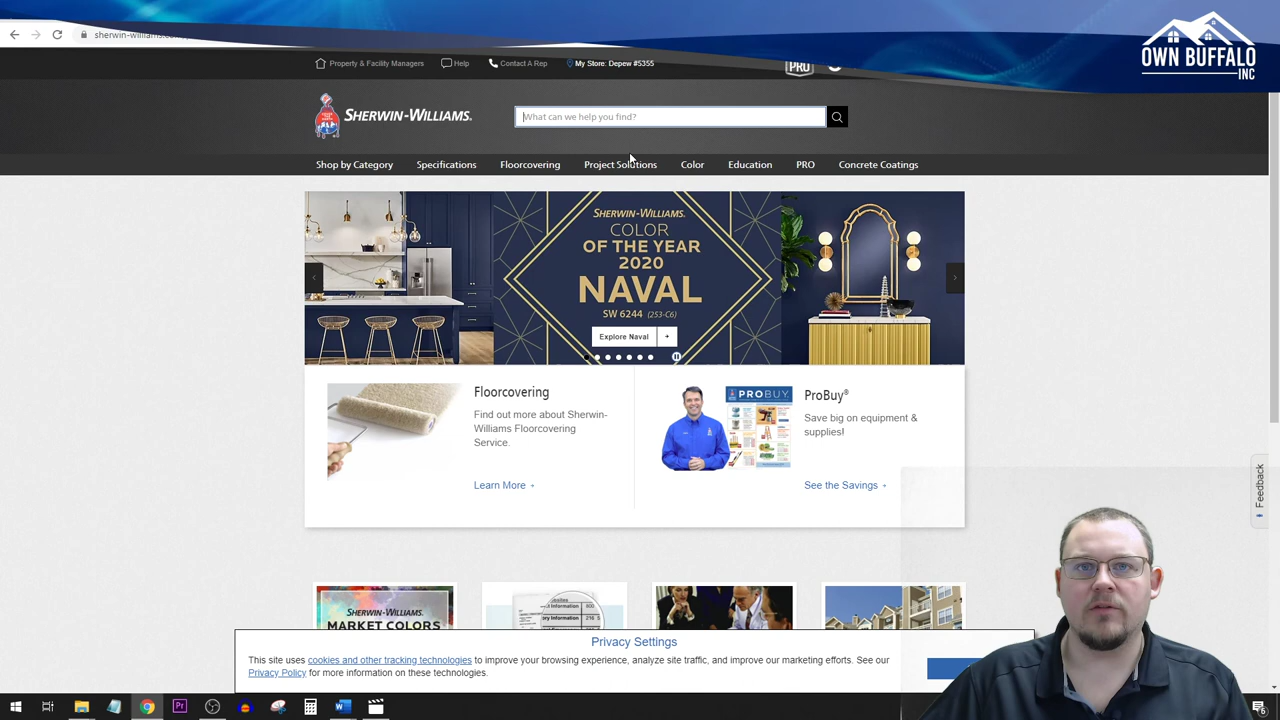 sherwin-williams.com
OWN BUFFALO
INC
Property & Facility Managers
Help
Contact A Rep
My Store: Depew #5355
PRO
SHERWIN-WILLIAMS.
What can we help you find?
Shop by Category
Specifications
Floorcovering
Project Solutions
Color
Education
PRO
Concrete Coatings
SHERWIN-WILLIAMS.
COLOR
OF THE YEAR
2020
NAVAL
SW 6244 (253-C6)
Explore Naval
Floorcovering
Find out more about Sherwin-
Williams Floorcovering
Service.
Learn More
PROBUY
ProBuy®
Save big on equipment &
supplies!
See the Savings
Feedback
SHERWIN-WILLIAMS.
MARKET COLORS
Privacy Settings
This site uses cookies and other tracking technologies to improve your browsing experience, analyze site traffic, and improve our marketing efforts. See our
Privacy Policy for more information on these technologies.
Pr
6